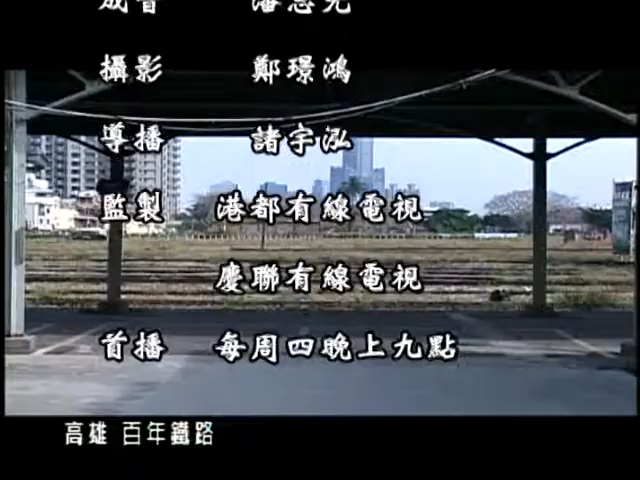 攝影 鄭璟鴻
導播 諸宇泓
監製 港都有線電視
慶聯有線電視
首播 每周四晚上九點
高雄 百年鐵路